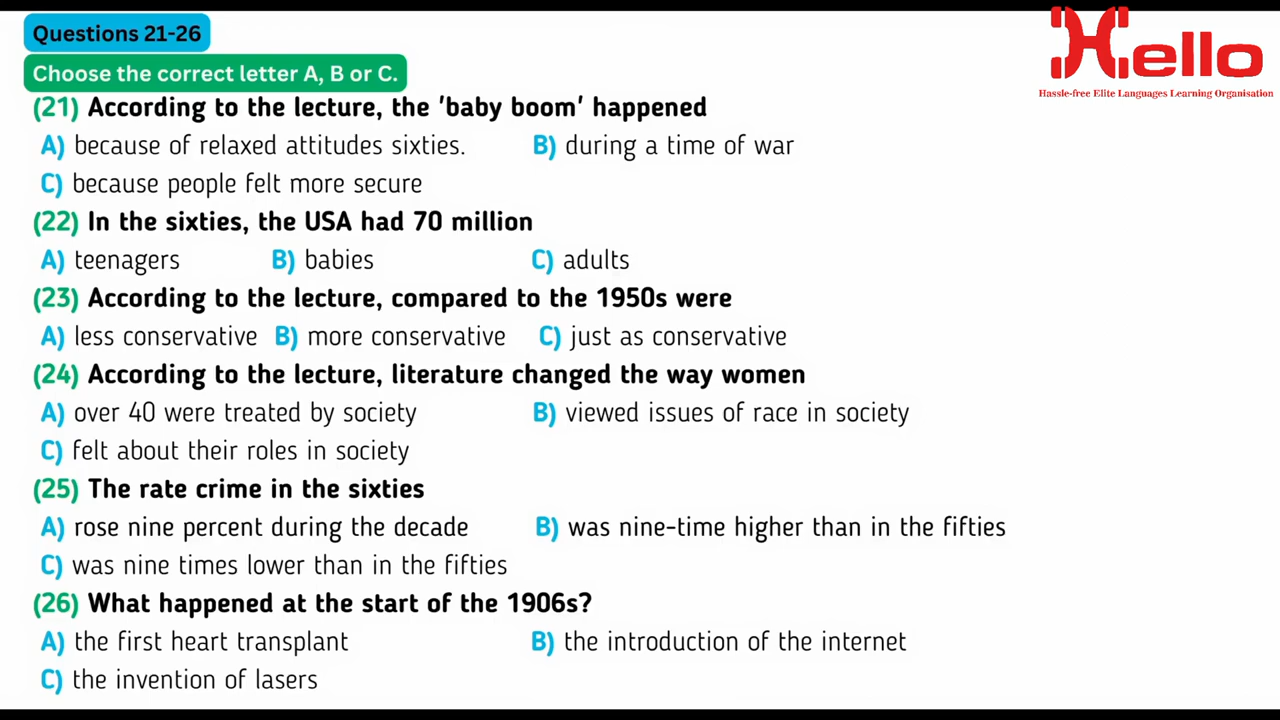 Questions 21-26
Hello
Choose the correct letter A, B or C.
Hassle-free Elite Languages Learning Organisation
(21) According to the lecture, the 'baby boom' happened
A) because of relaxed attitudes sixties. B) during a time of war
C) because people felt more secure
(22) In the sixties, the USA had 70 million
A) teenagers B) babies C) adults
(23) According to the lecture, compared to the 1950s were
A) less conservative B) more conservative C) just as conservative
(24) According to the lecture, literature changed the way women
A) over 40 were treated by society B) viewed issues of race in society
C) felt about their roles in society
(25) The rate crime in the sixties
A) rose nine percent during the decade B) was nine-time higher than in the fifties
C) was nine times lower than in the fifties
(26) What happened at the start of the 1906s?
A) the first heart transplant B) the introduction of the internet
C) the invention of lasers